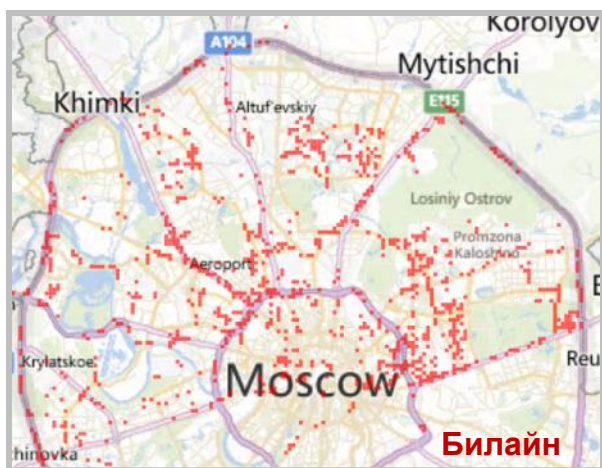 Korolyov
A104
Mytishchi
Khimki
E115
Altuf'evskiy
Losiniy Ostrov
Promzona
Kaloshino
Aeroport
Krylatskoe
Reu
Moscow
Билайн
hinovka